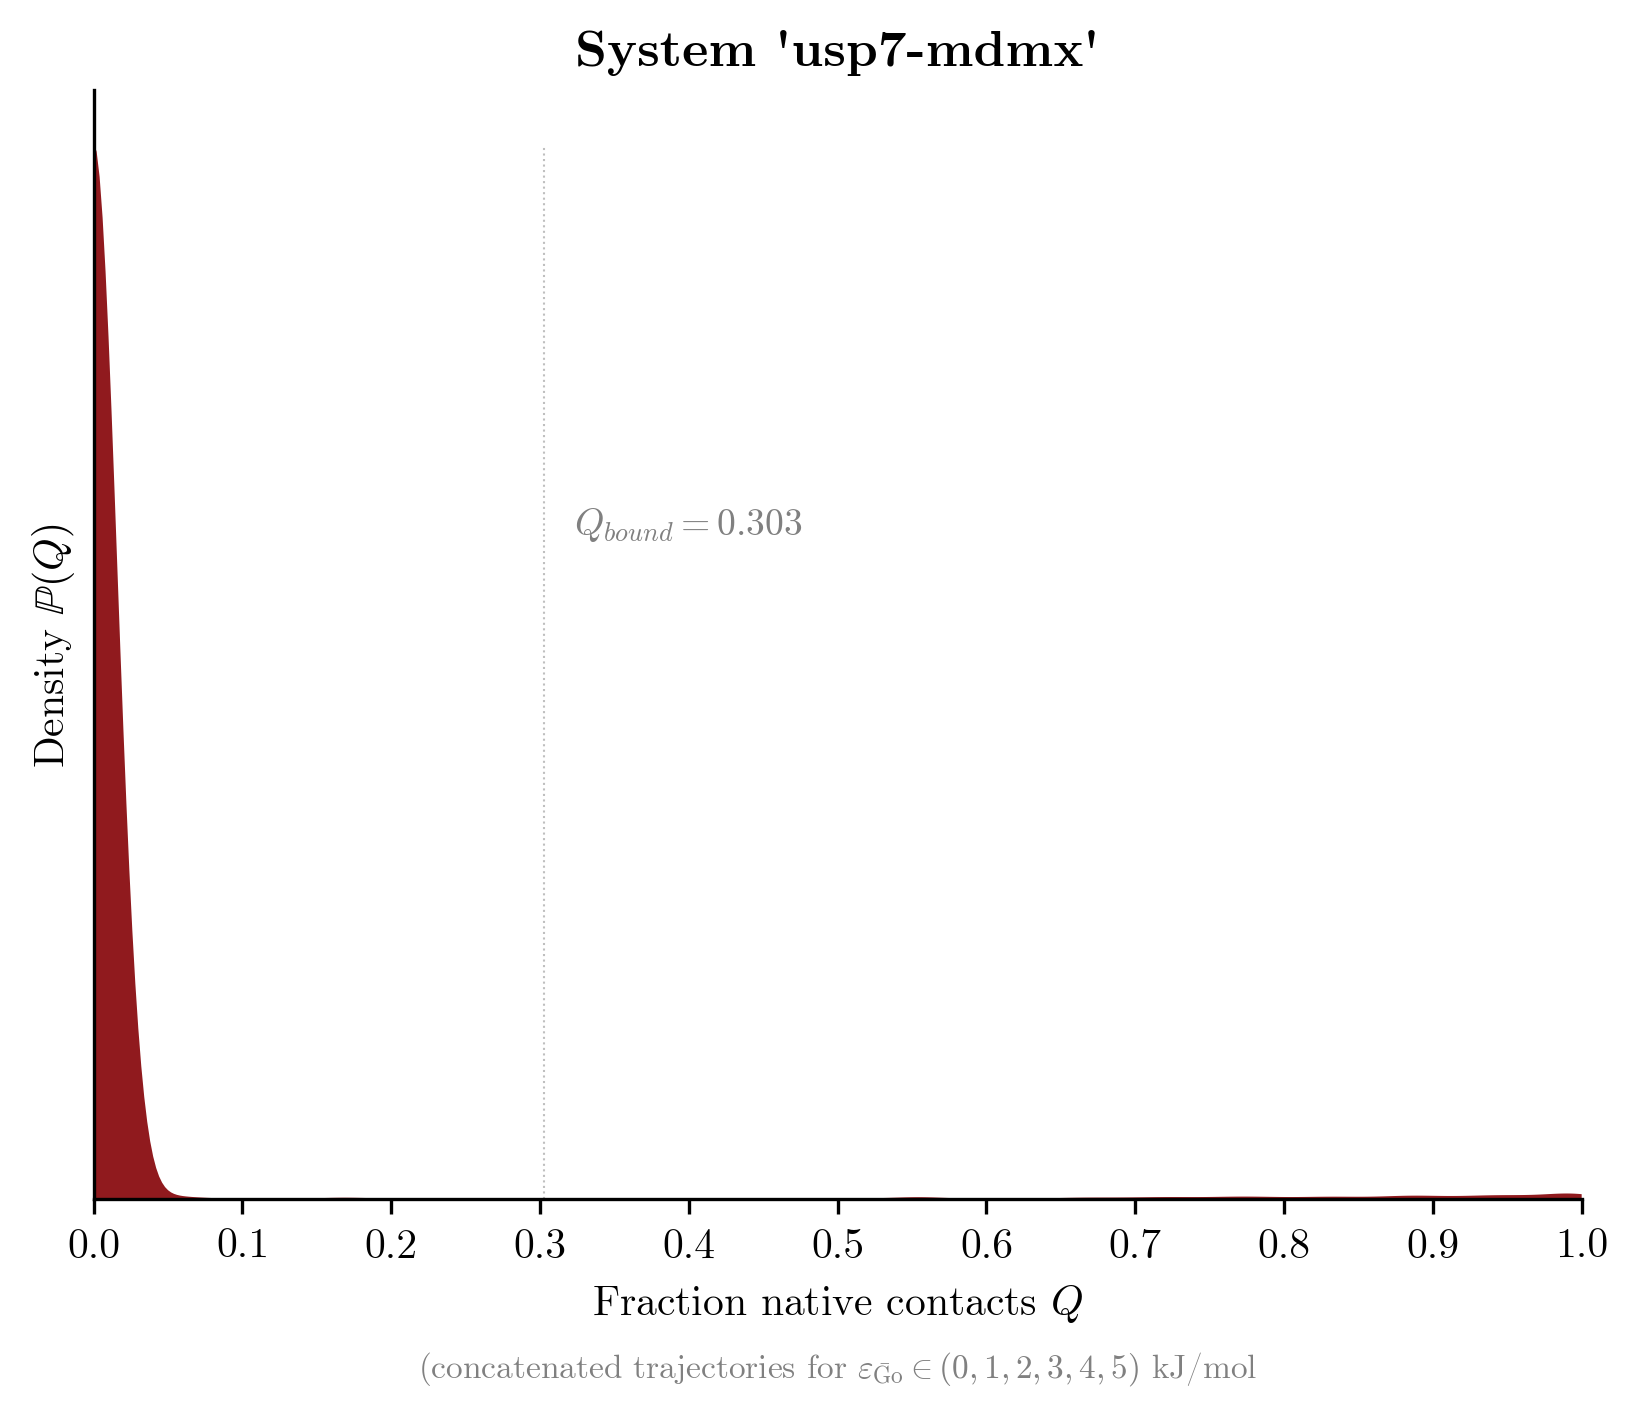 System 'usp7-mdmx'
Density ℙ(Q)
Q_bound = 0.303
0.0 0.1 0.2 0.3 0.4 0.5 0.6 0.7 0.8 0.9 1.0
Fraction native contacts Q
(concatenated trajectories for ε_Ḡo ∈ (0, 1, 2, 3, 4, 5) kJ/mol